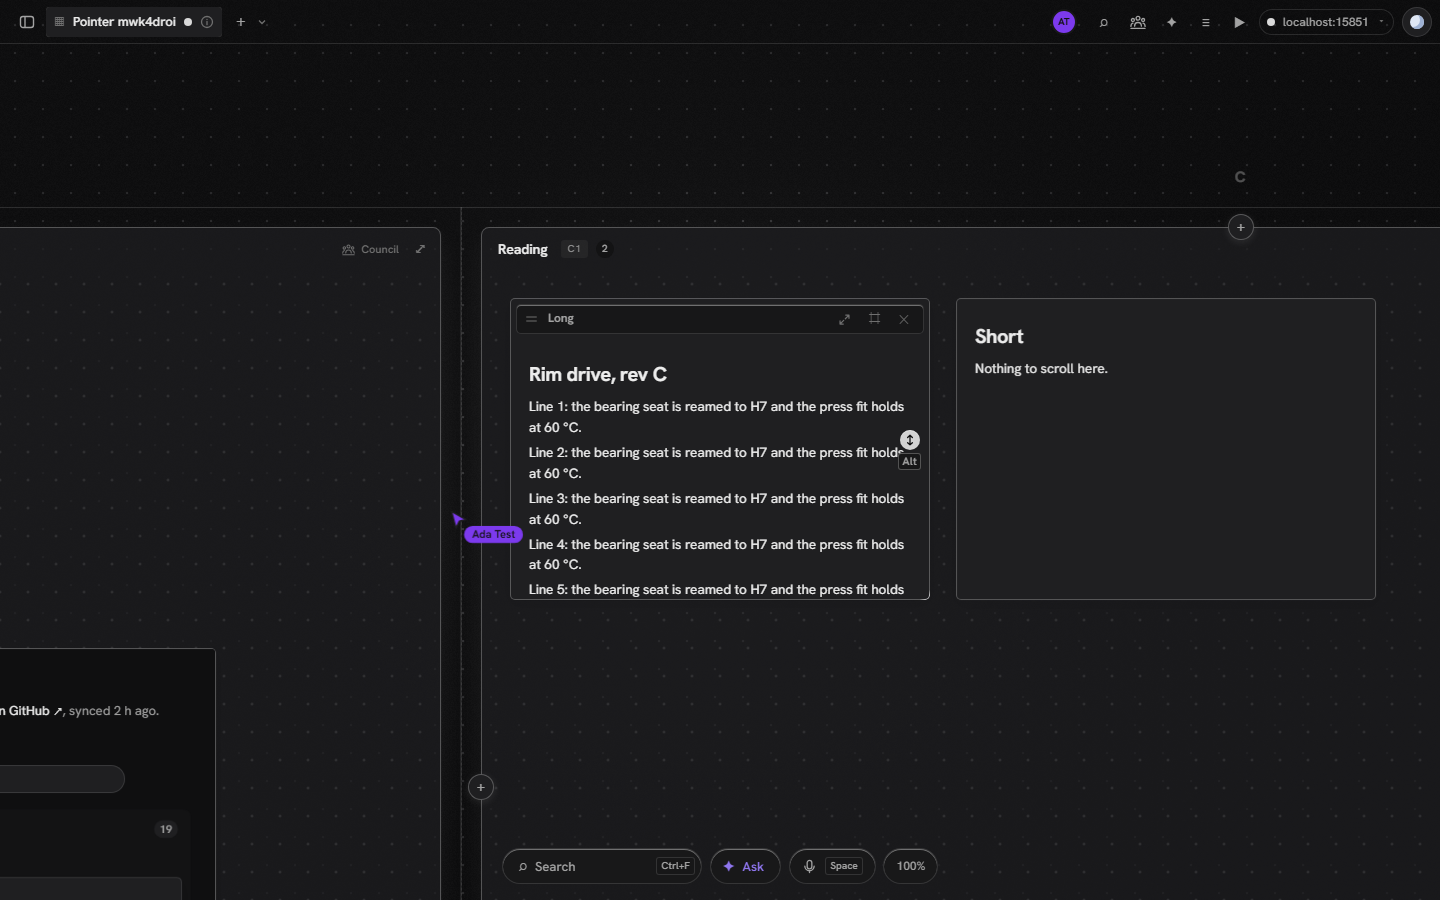 Pointer mwk4droi
AT
localhost:15851
C
Council
Reading C1 2
Long
Rim drive, rev C
Line 1: the bearing seat is reamed to H7 and the press fit holds
at 60 °C.
Line 2: the bearing seat is reamed to H7 and the press fit holds
at 60 °C.
Line 3: the bearing seat is reamed to H7 and the press fit holds
at 60 °C.
Line 4: the bearing seat is reamed to H7 and the press fit holds
at 60 °C.
Line 5: the bearing seat is reamed to H7 and the press fit holds
Alt
Ada Test
Short
Nothing to scroll here.
GitHub ↗, synced 2 h ago.
19
Search Ctrl+F
Ask
Space
100%